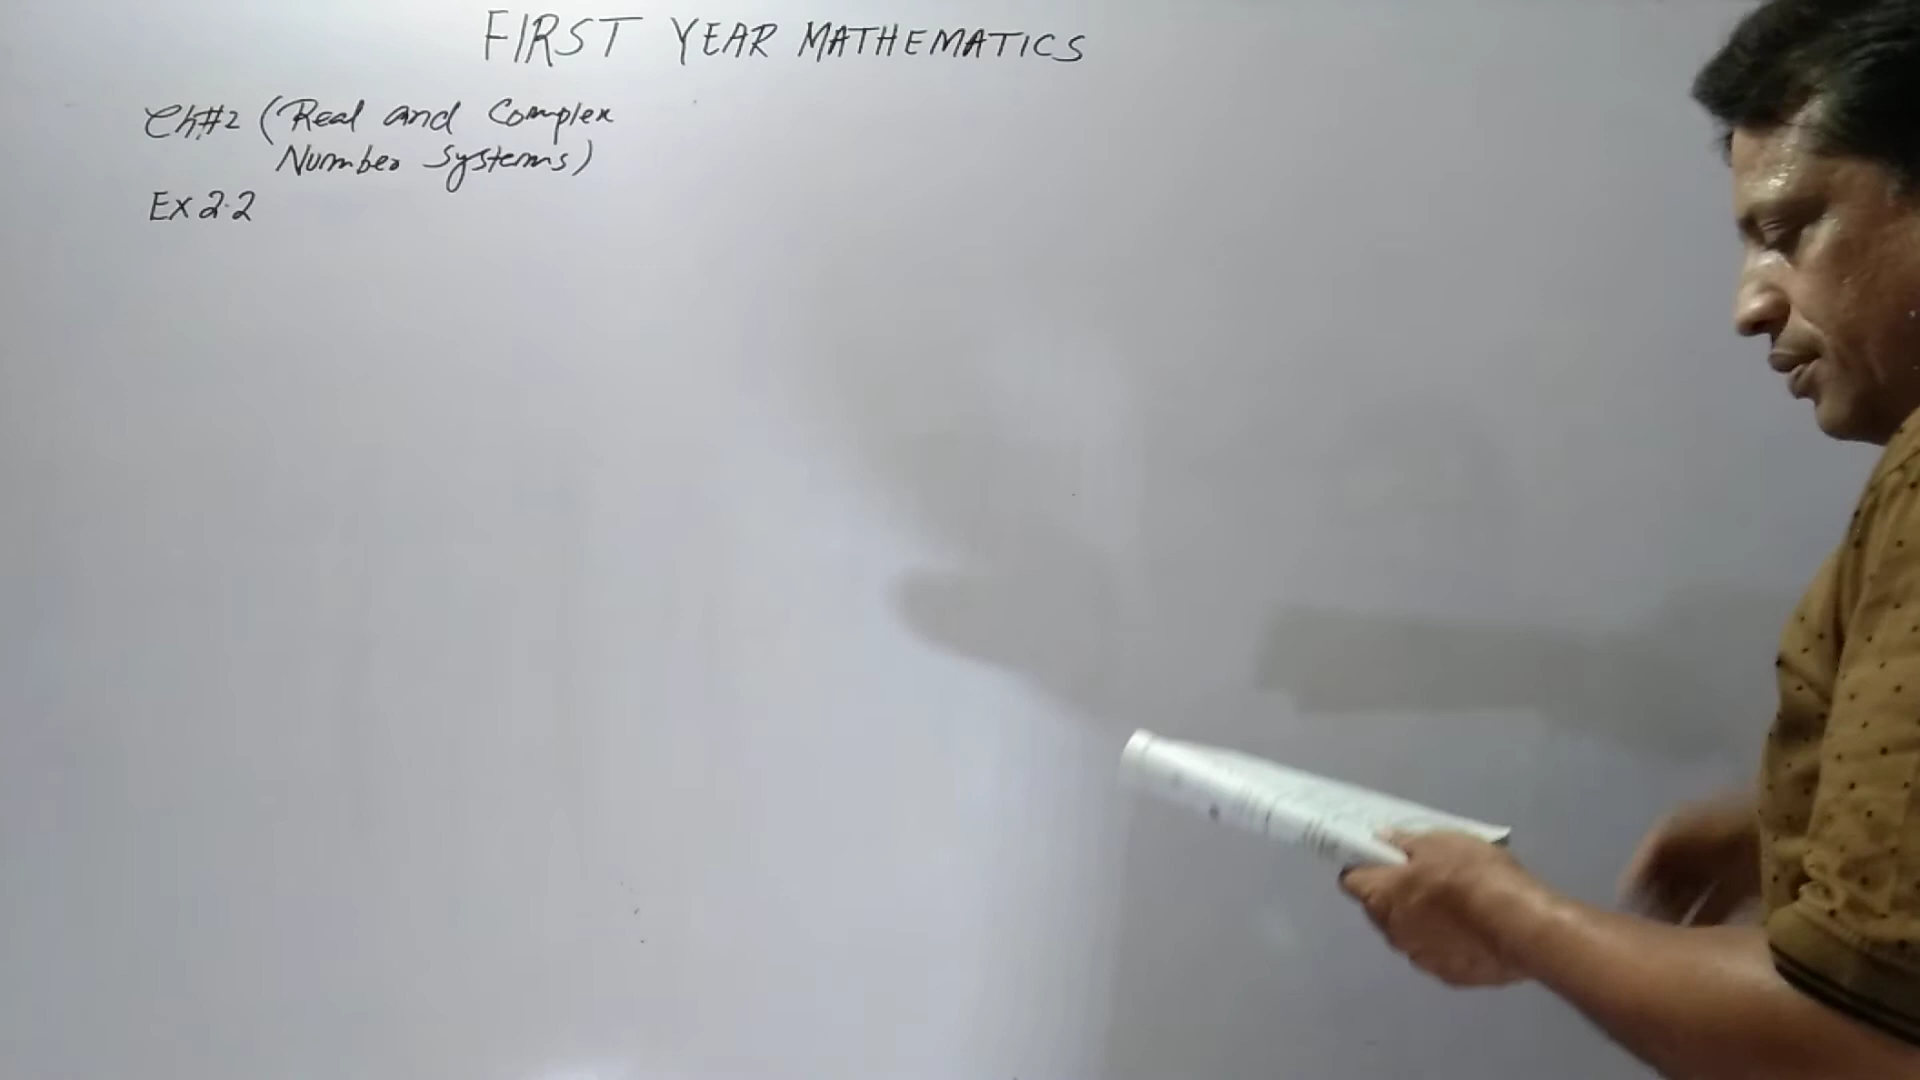 FIRST YEAR MATHEMATICS
Ch#2 (Real and Complex
Number Systems)
Ex 2.2